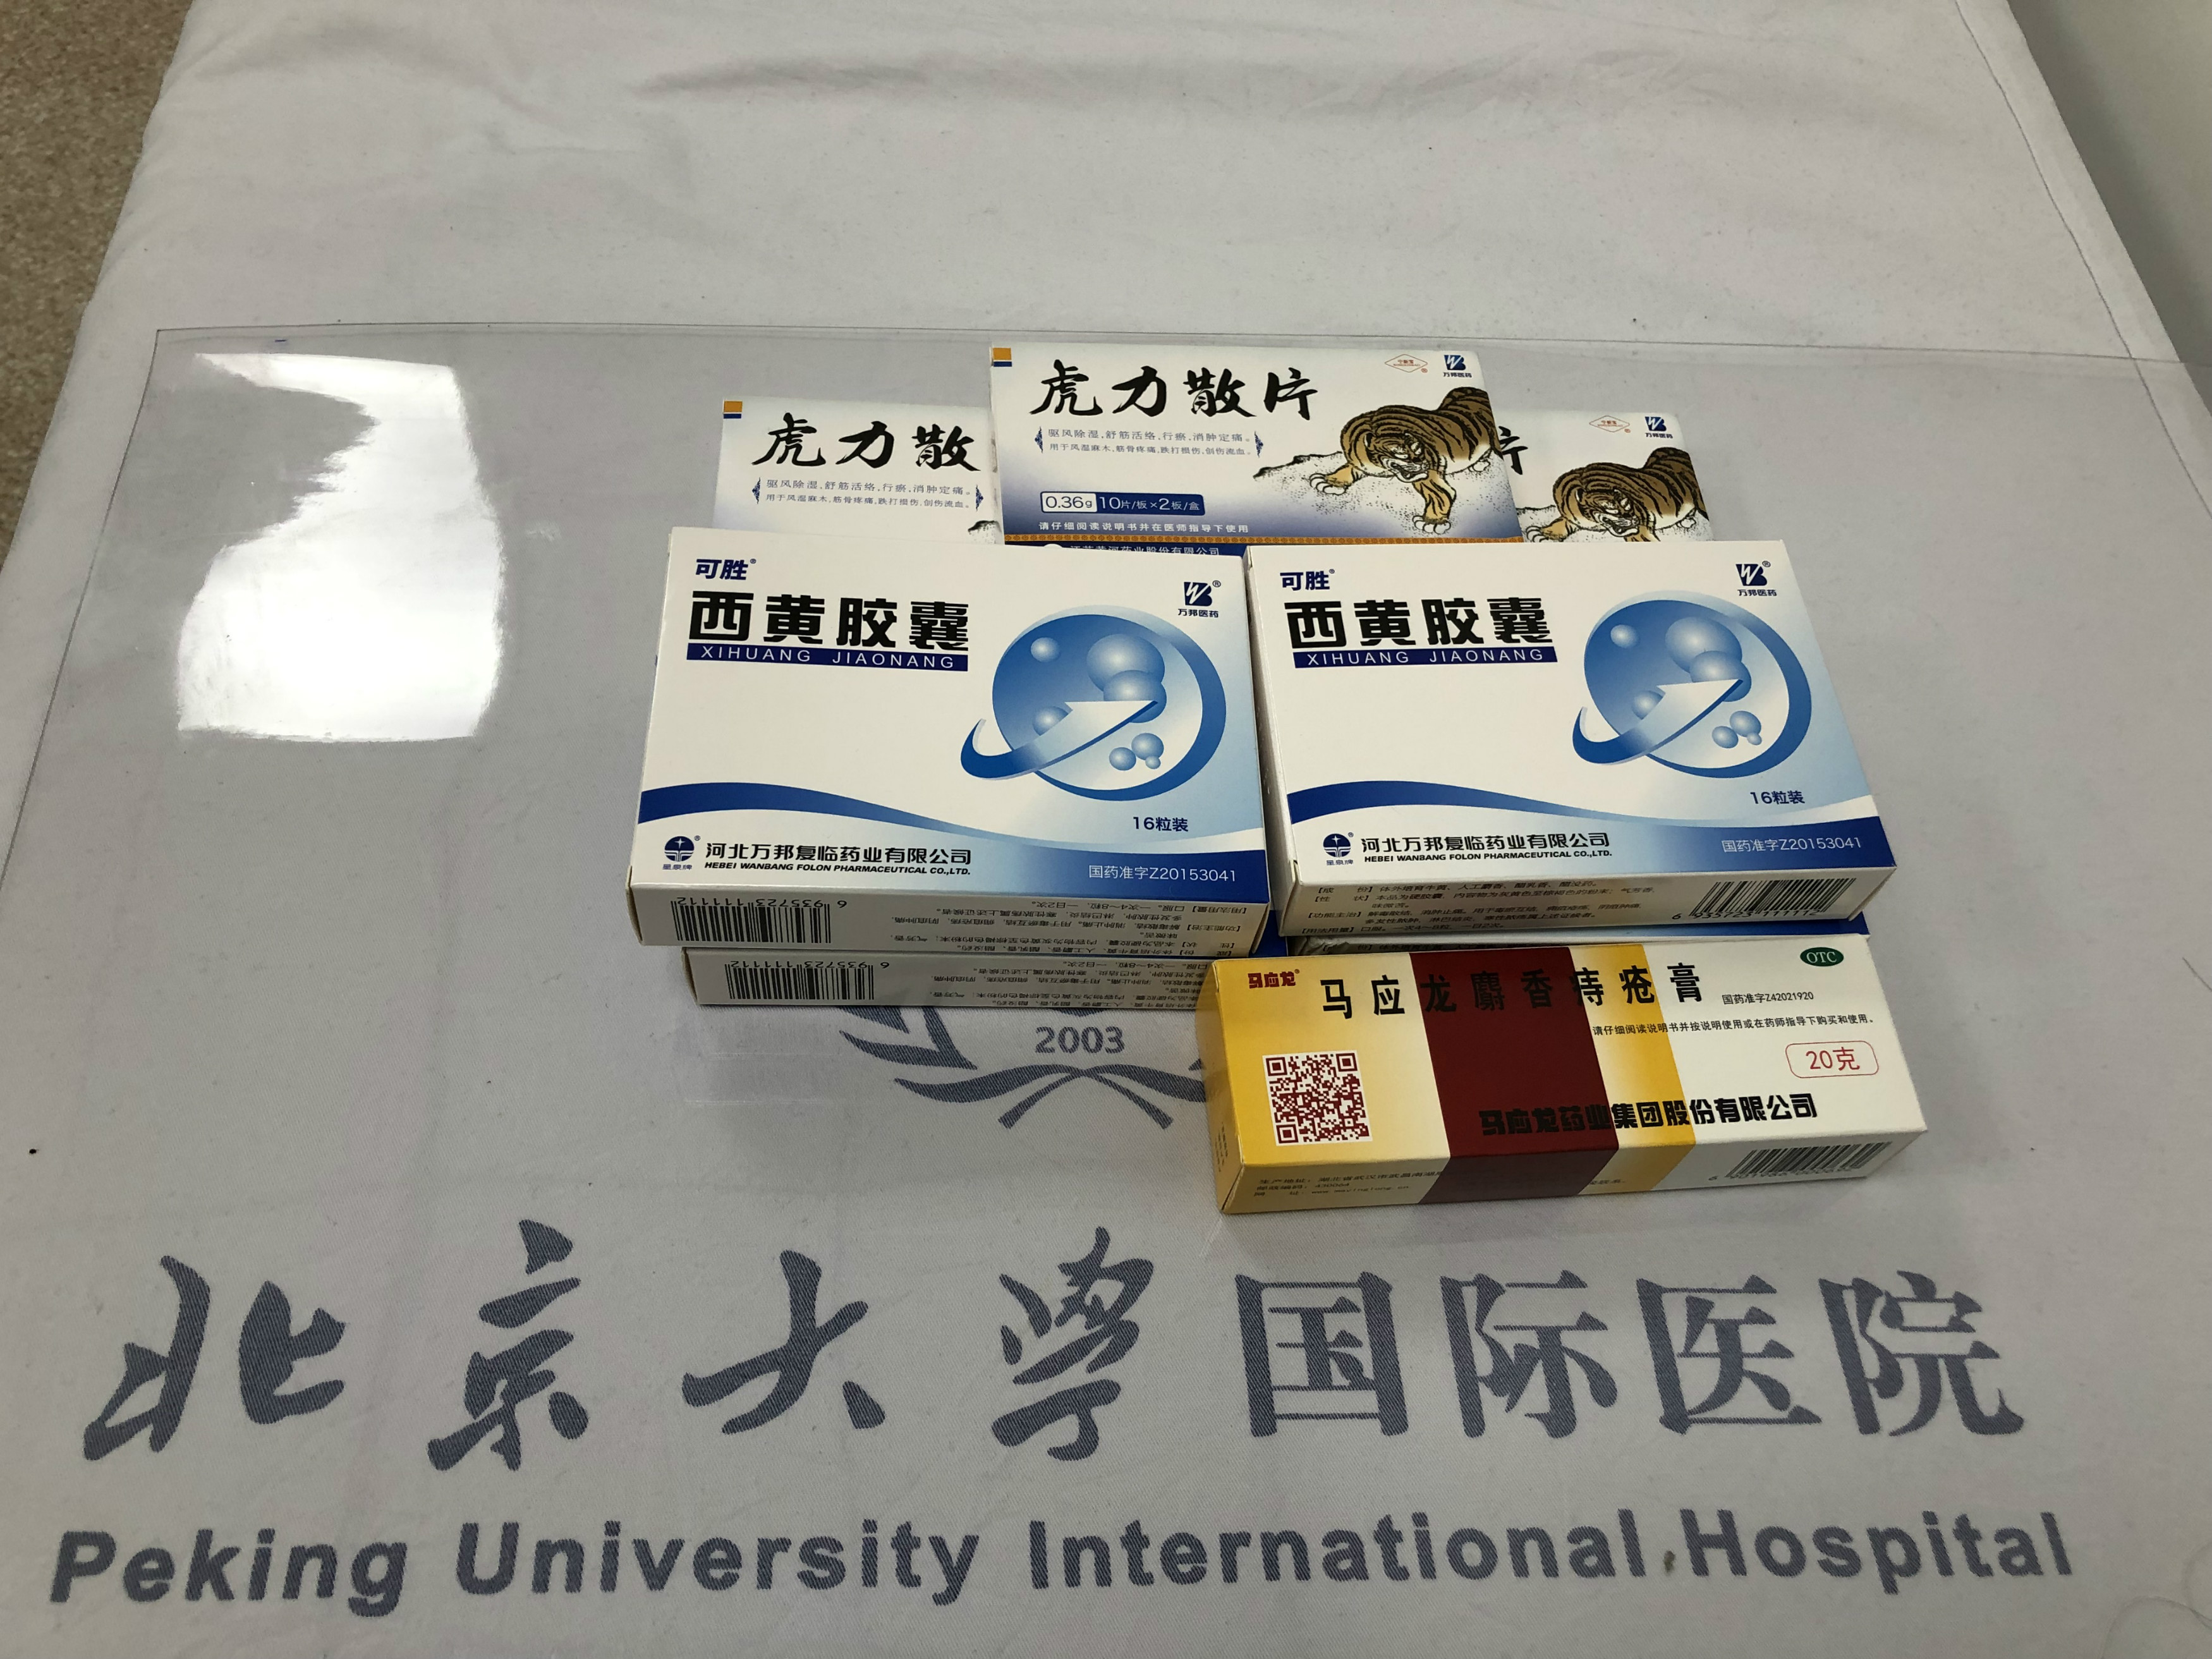 虎力散片
万邦医药
驱风除湿，舒筋活络，行瘀，消肿定痛。
用于风湿麻木，筋骨疼痛，跌打损伤，创伤流血。
0.36g 10片/板×2板/盒
请仔细阅读说明书并在医师指导下使用
虎力散
驱风除湿，舒筋活络，行瘀，消肿定痛。
用于风湿麻木，筋骨疼痛，跌打损伤，创伤流血。
片
万邦医药
可胜®
西黄胶囊
XIHUANG JIAONANG
万邦医药
16粒装
河北万邦复临药业有限公司
HEBEI WANBANG FOLON PHARMACEUTICAL CO.,LTD.
国药准字Z20153041
6 935723 111112
6 935723 111112
可胜®
西黄胶囊
XIHUANG JIAONANG
万邦医药
16粒装
河北万邦复临药业有限公司
HEBEI WANBANG FOLON PHARMACEUTICAL CO.,LTD.
国药准字Z20153041
6 935723 111112
马应龙®
马应龙麝香痔疮膏
OTC
国药准字Z42021920
请仔细阅读说明书并按说明使用或在药师指导下购买和使用。
20克
马应龙药业集团股份有限公司
2003
北京大学国际医院
Peking University International Hospital